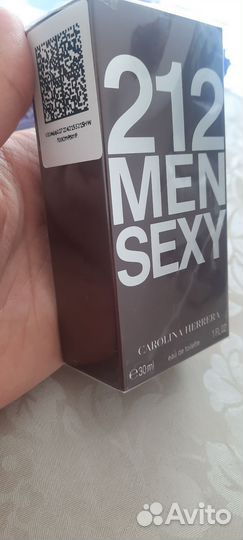 212
MEN
SEXY
CAROLINA HERRERA
eau de toilette
℮30ml
1 FL.OZ
Avito